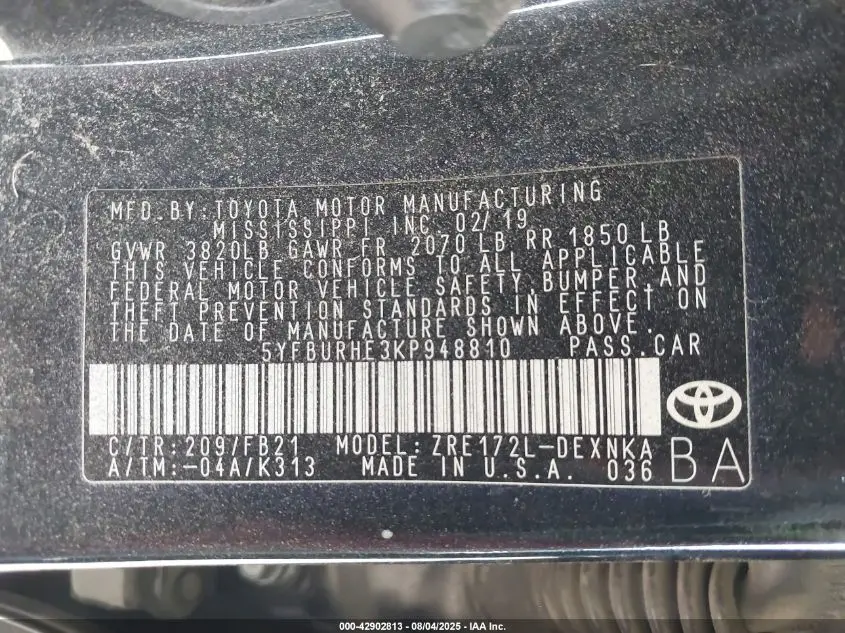 MFD.BY:TOYOTA MOTOR MANUFACTURING
MISSISSIPPI INC 02/19
GVWR 3820LB GAWR FR 2070 LB RR 1850 LB
THIS VEHICLE CONFORMS TO ALL APPLICABLE
FEDERAL MOTOR VEHICLE SAFETY,BUMPER,AND
THEFT PREVENTION STANDARDS IN EFFECT ON
THE DATE OF MANUFACTURE SHOWN ABOVE.
5YFBURHE3KP948810 PASS.CAR
C/TR:209/FB21 MODEL:ZRE172L-DEXNKA
A/TM:-04A/K313 MADE IN U.S.A. 036
BA
000-42902813 - 08/04/2025 - IAA Inc.